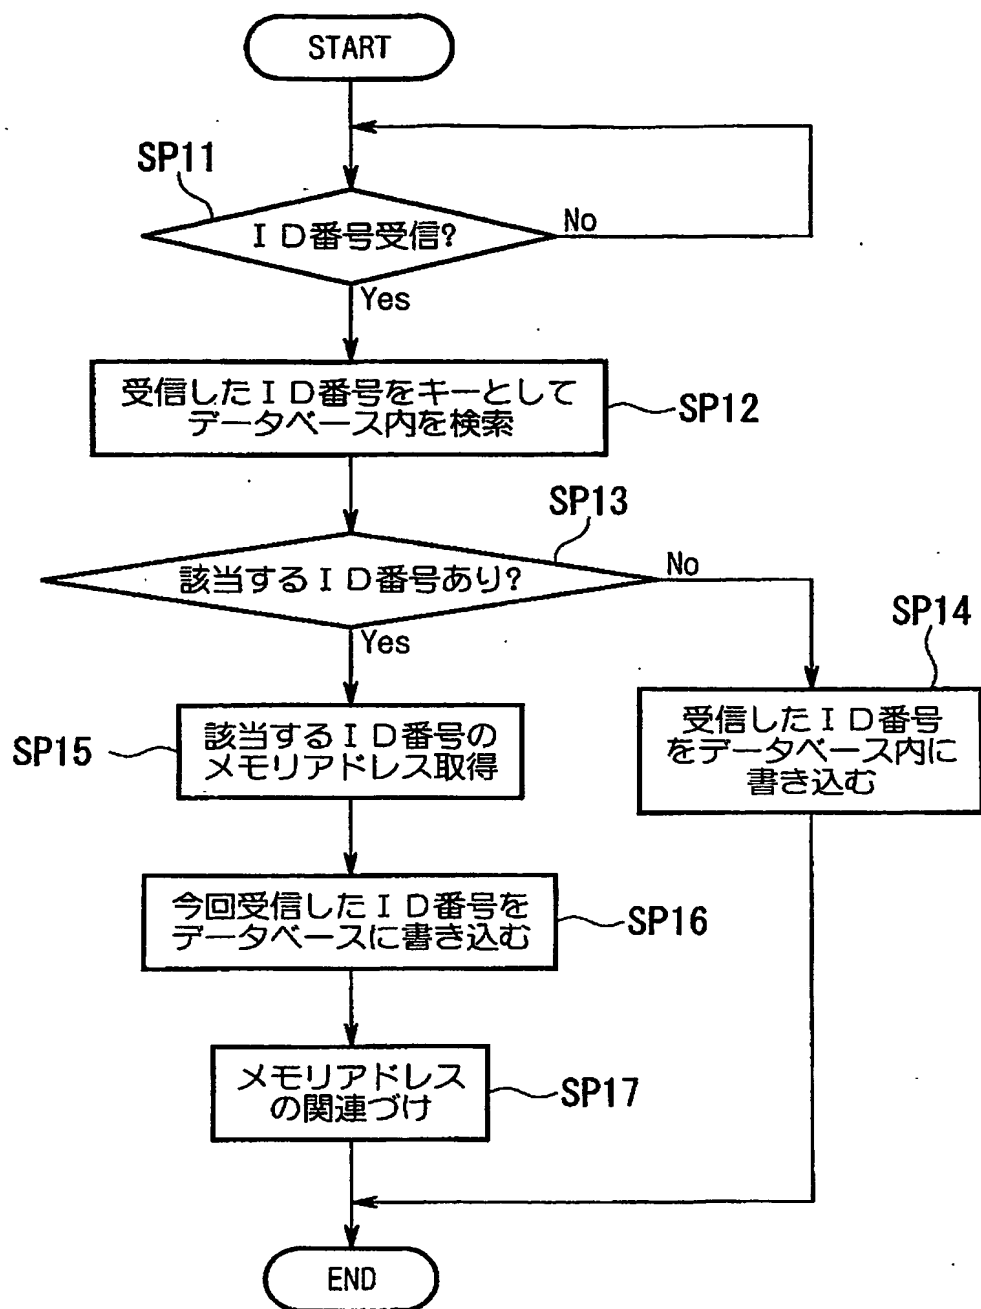 START
SP11
ＩＤ番号受信?
No
Yes
受信したＩＤ番号をキーとして
データベース内を検索
SP12
SP13
該当するＩＤ番号あり?
No
Yes
SP14
受信したＩＤ番号
をデータベース内に
書き込む
SP15
該当するＩＤ番号の
メモリアドレス取得
今回受信したＩＤ番号を
データベースに書き込む
SP16
メモリアドレス
の関連づけ
SP17
END